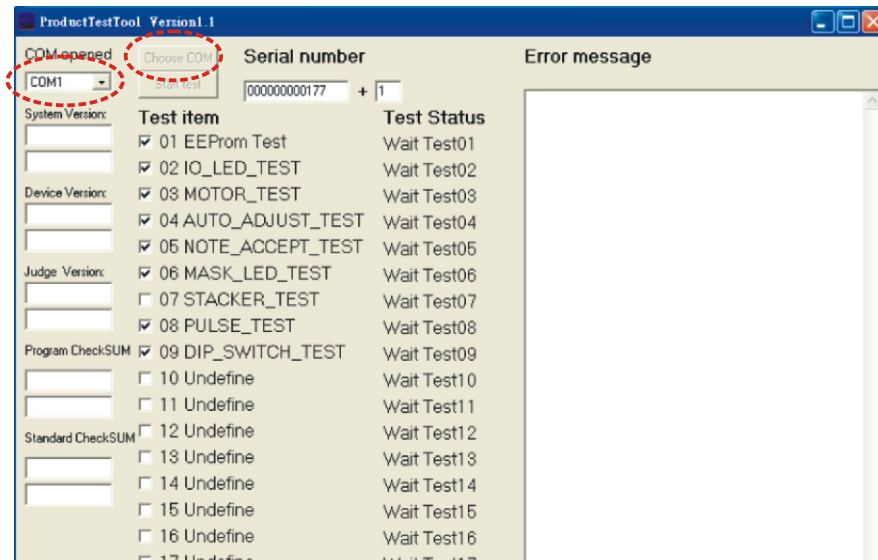 ProductTestTool Version1.1
COM opened
Choose COM
Serial number
Error message
COM1
Start test
000000000177 + 1
System Version:
Test item
Test Status
01 EEProm Test
Wait Test01
02 IO_LED_TEST
Wait Test02
Device Version:
03 MOTOR_TEST
Wait Test03
04 AUTO_ADJUST_TEST
Wait Test04
05 NOTE_ACCEPT_TEST
Wait Test05
Judge Version:
06 MASK_LED_TEST
Wait Test06
07 STACKER_TEST
Wait Test07
08 PULSE_TEST
Wait Test08
Program CheckSUM
09 DIP_SWITCH_TEST
Wait Test09
10 Undefine
Wait Test10
11 Undefine
Wait Test11
Standard CheckSUM
12 Undefine
Wait Test12
13 Undefine
Wait Test13
14 Undefine
Wait Test14
15 Undefine
Wait Test15
16 Undefine
Wait Test16
17 Undefine
Wait Test17